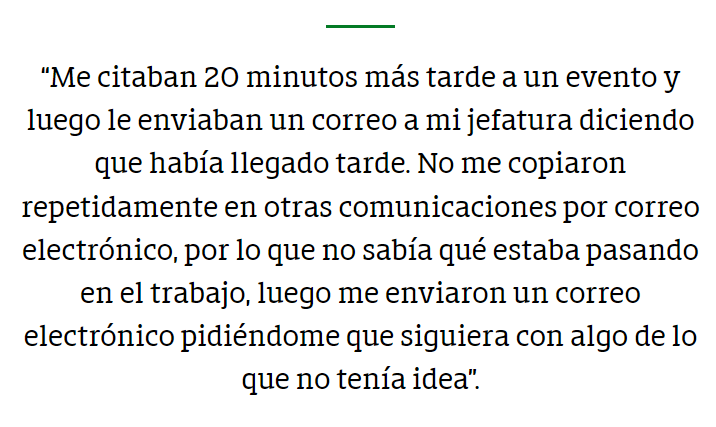 “Me citaban 20 minutos más tarde a un evento y
luego le enviaban un correo a mi jefatura diciendo
que había llegado tarde. No me copiaron
repetidamente en otras comunicaciones por correo
electrónico, por lo que no sabía qué estaba pasando
en el trabajo, luego me enviaron un correo
electrónico pidiéndome que siguiera con algo de lo
que no tenía idea”.